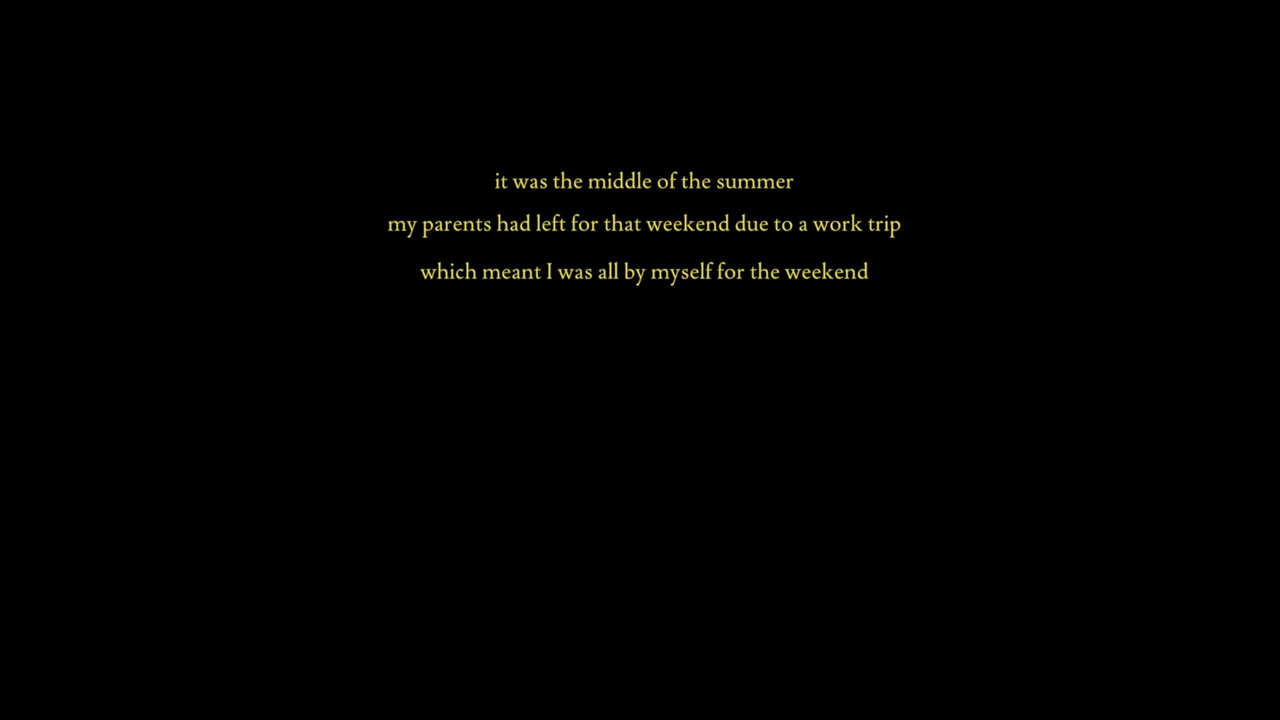 it was the middle of the summer
my parents had left for that weekend due to a work trip
which meant I was all by myself for the weekend